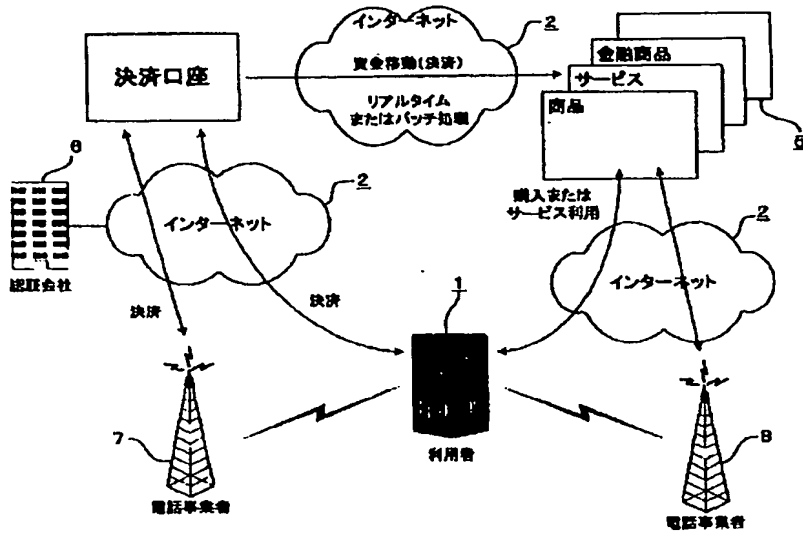 インターネット
2
決済口座
資金移動(決済)
リアルタイム
またはバッチ処理
金融商品
サービス
商品
6
2
インターネット
認証会社
購入または
サービス利用
2
インターネット
決済
決済
1
利用者
7
電話事業者
8
電話事業者